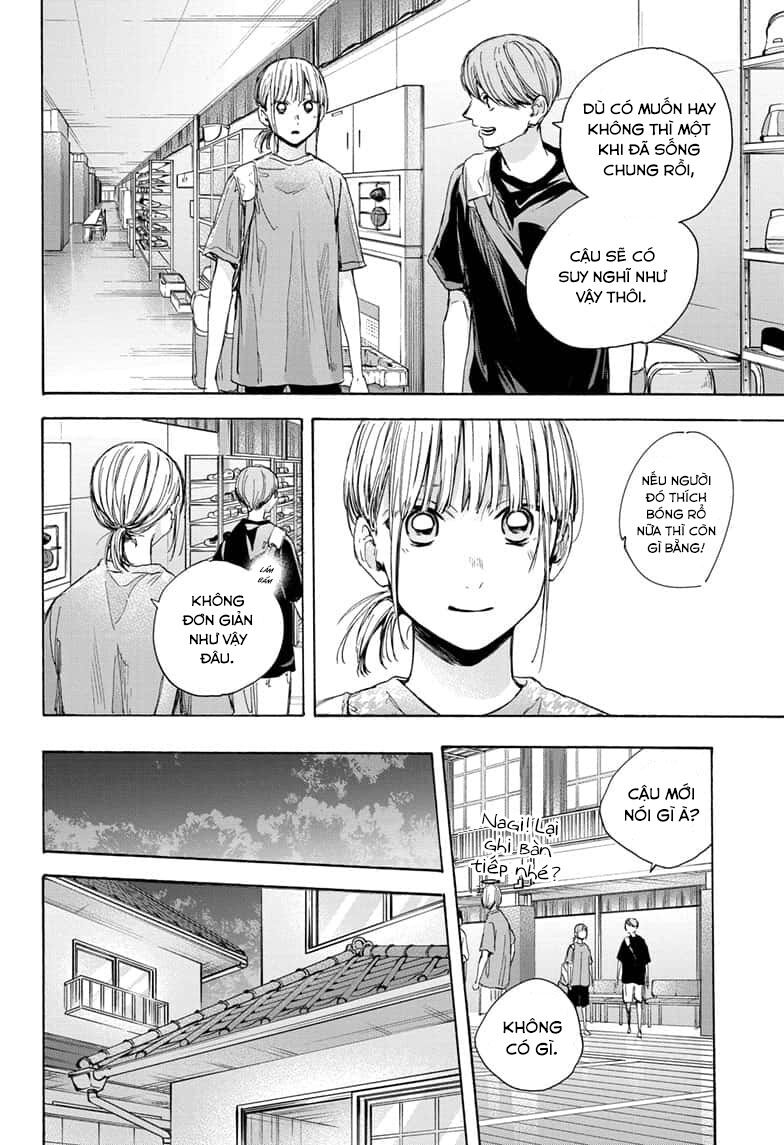 DÙ CÓ MUỐN HAY
KHÔNG THÌ MỘT
KHI ĐÃ SỐNG
CHUNG RỒI,
CẬU SẼ CÓ
SUY NGHĨ NHƯ
VẬY THÔI.
NẾU NGƯỜI
ĐÓ THÍCH
BÓNG RỔ
NỮA THÌ CÒN
GÌ BẰNG!
LẨM
BẨM
KHÔNG
ĐƠN GIẢN
NHƯ VẬY
ĐÂU.
CẬU MỚI
NÓI GÌ À?
Nagi! Lại
ghi bàn
tiếp nhé?
KHÔNG
CÓ GÌ.